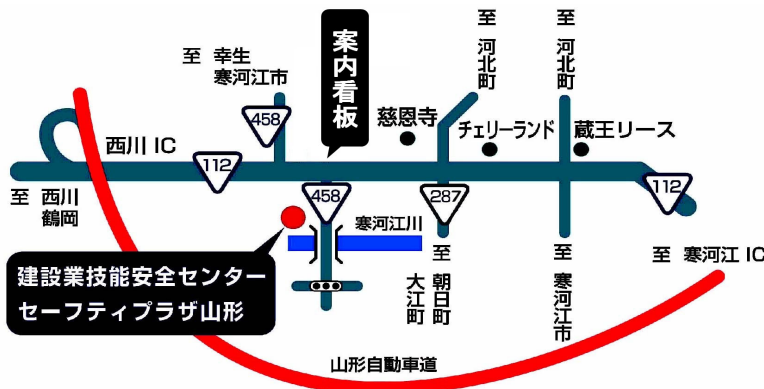 至 幸生
寒河江市
案内看板
至 河北町
至 河北町
458
慈恩寺
チェリーランド
蔵王リース
西川 IC
112
458
287
112
至 西川
鶴岡
寒河江川
至 朝日町
大江町
至 寒河江市
至 寒河江 IC
建設業技能安全センター
セーフティプラザ山形
山形自動車道